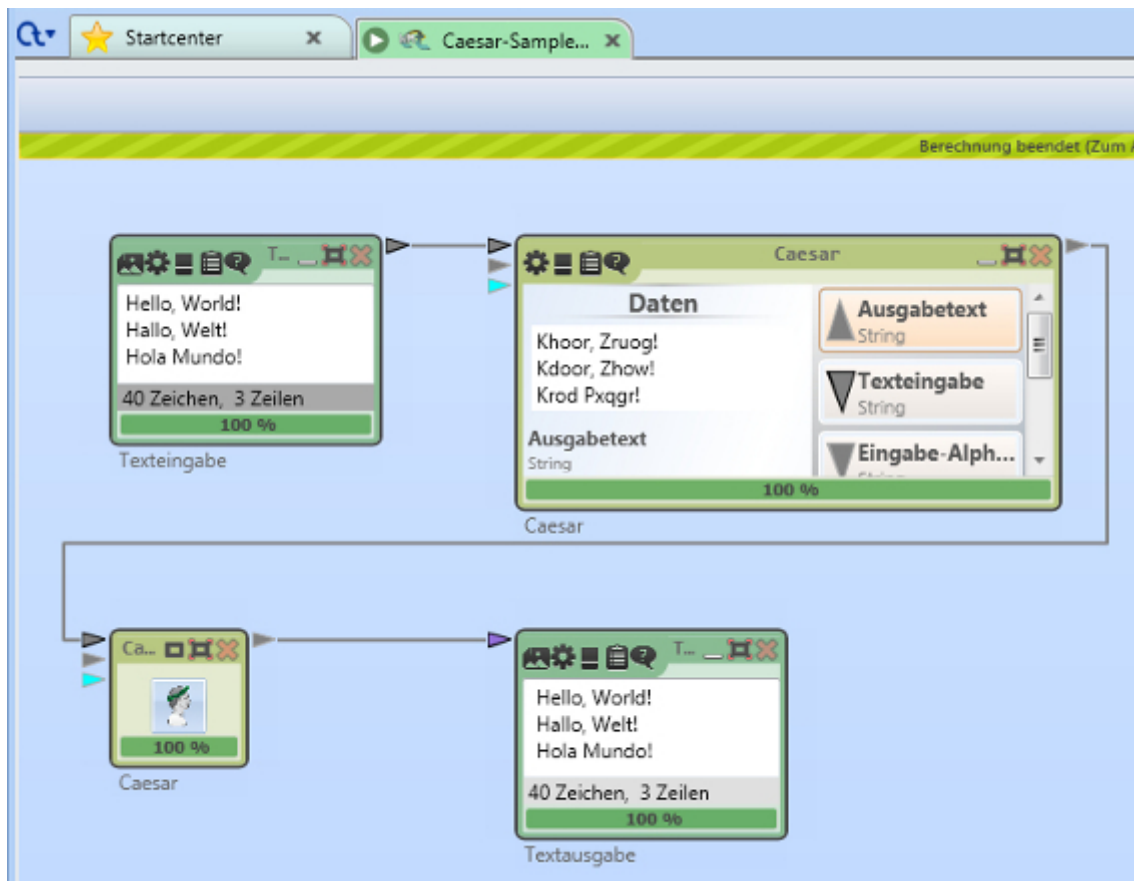 Startcenter
Caesar-Sample...
Berechnung beendet (Zum
T...
Hello, World!
Hallo, Welt!
Hola Mundo!
40 Zeichen, 3 Zeilen
100 %
Texteingabe
Caesar
Daten
Khoor, Zruog!
Kdoor, Zhow!
Krod Pxqgr!
Ausgabetext
String
Ausgabetext
String
Texteingabe
String
Eingabe-Alph...
100 %
Caesar
Ca...
100 %
Caesar
T...
Hello, World!
Hallo, Welt!
Hola Mundo!
40 Zeichen, 3 Zeilen
100 %
Textausgabe